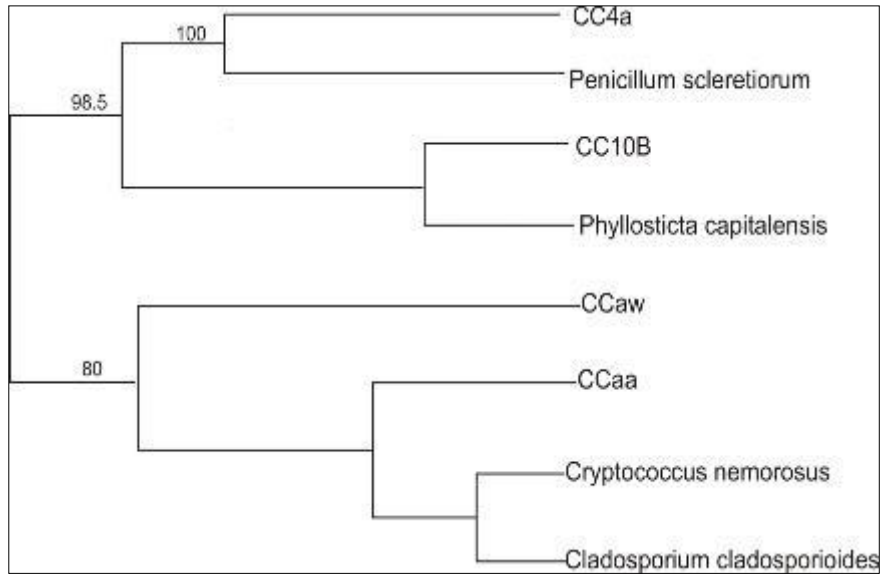 CC4a
100
Penicillum scleretiorum
98.5
CC10B
Phyllosticta capitalensis
CCaw
80
CCaa
Cryptococcus nemorosus
Cladosporium cladosporioides